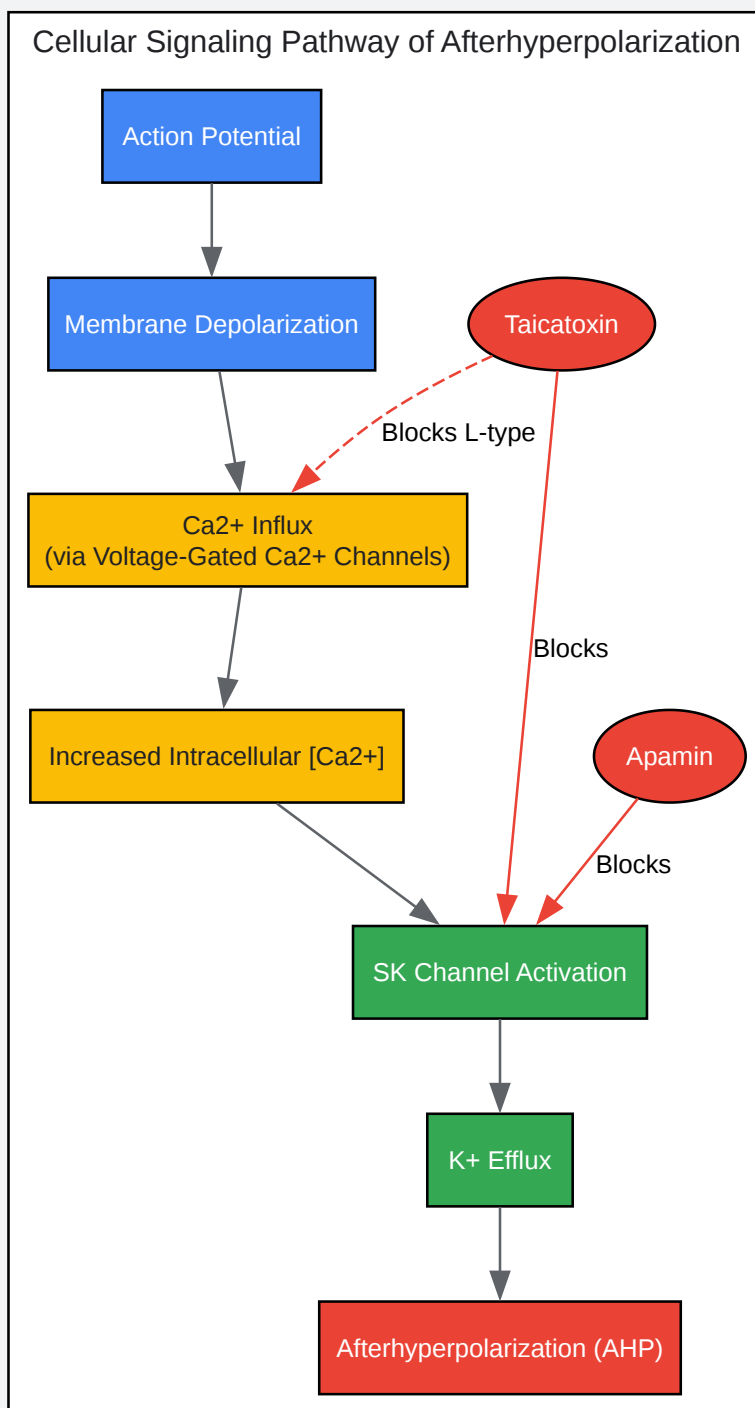 Cellular Signaling Pathway of Afterhyperpolarization
Action Potential
Membrane Depolarization
Taicatoxin
Blocks L-type
Ca2+ Influx
(via Voltage-Gated Ca2+ Channels)
Blocks
Increased Intracellular [Ca2+]
Apamin
Blocks
SK Channel Activation
K+ Efflux
Afterhyperpolarization (AHP)